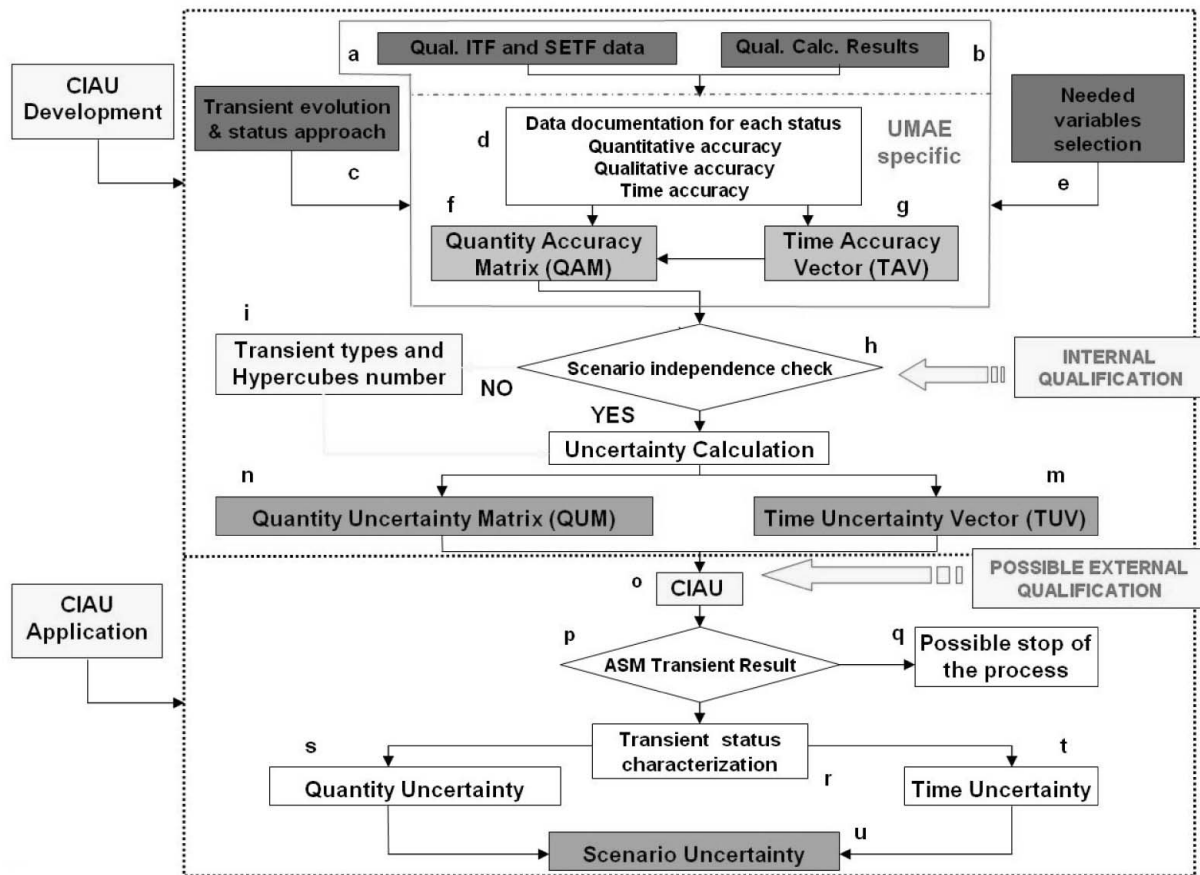 a
Qual. ITF and SETF data
Qual. Calc. Results
b
CIAU
Development
Transient evolution
& status approach
c
d
Data documentation for each status
Quantitative accuracy
Qualitative accuracy
Time accuracy
UMAE
specific
Needed
variables
selection
e
f
g
Quantity Accuracy
Matrix (QAM)
Time Accuracy
Vector (TAV)
i
Transient types and
Hypercubes number
NO
Scenario independence check
h
INTERNAL
QUALIFICATION
YES
Uncertainty Calculation
n
m
Quantity Uncertainty Matrix (QUM)
Time Uncertainty Vector (TUV)
o
CIAU
POSSIBLE EXTERNAL
QUALIFICATION
CIAU
Application
p
ASM Transient Result
q
Possible stop of
the process
s
Transient status
characterization
r
t
Quantity Uncertainty
Time Uncertainty
u
Scenario Uncertainty